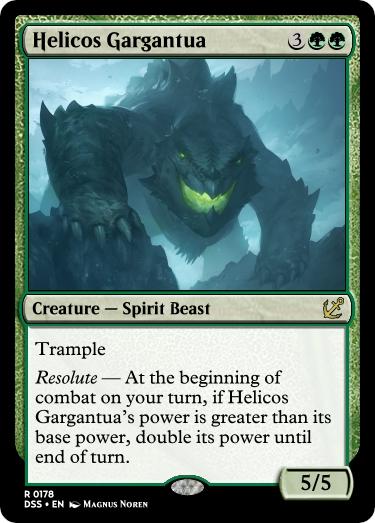 Helicos Gargantua 3
Creature — Spirit Beast
Trample
Resolute — At the beginning of
combat on your turn, if Helicos
Gargantua's power is greater than its
base power, double its power until
end of turn.
5/5
R 0178
DSS • EN Magnus Noren